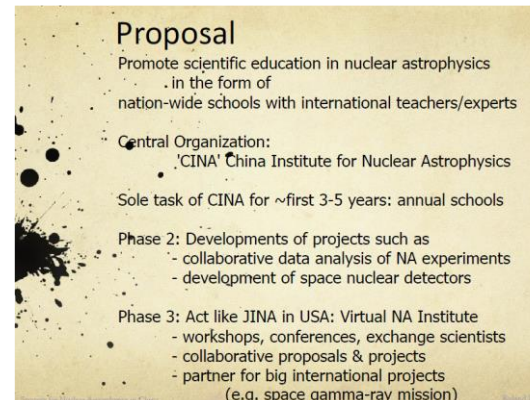 Proposal
Promote scientific education in nuclear astrophysics
in the form of
nation-wide schools with international teachers/experts
Central Organization:
'CINA' China Institute for Nuclear Astrophysics
Sole task of CINA for ~first 3-5 years: annual schools
Phase 2: Developments of projects such as
- collaborative data analysis of NA experiments
- development of space nuclear detectors
Phase 3: Act like JINA in USA: Virtual NA Institute
- workshops, conferences, exchange scientists
- collaborative proposals & projects
- partner for big international projects
(e.g. space gamma-ray mission)